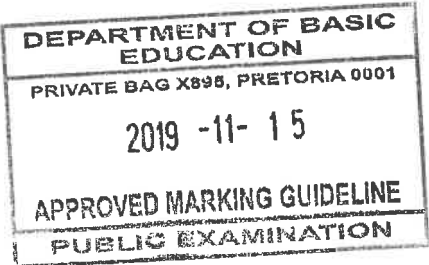 DEPARTMENT OF BASIC
EDUCATION
PRIVATE BAG X895, PRETORIA 0001
2019 -11- 15
APPROVED MARKING GUIDELINE
PUBLIC EXAMINATION